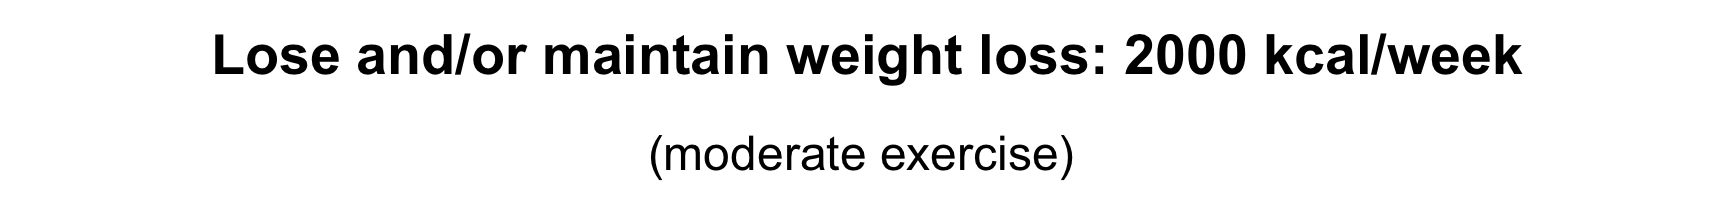 Lose and/or maintain weight loss: 2000 kcal/week
(moderate exercise)